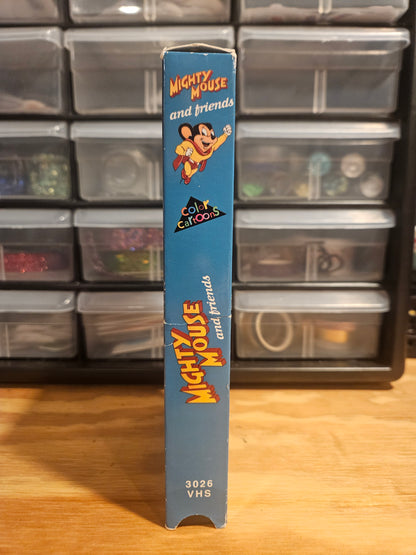 MIGHTY
MOUSE
and friends
COLOR
CARTOONS
MIGHTY
MOUSE
and friends
3026
VHS